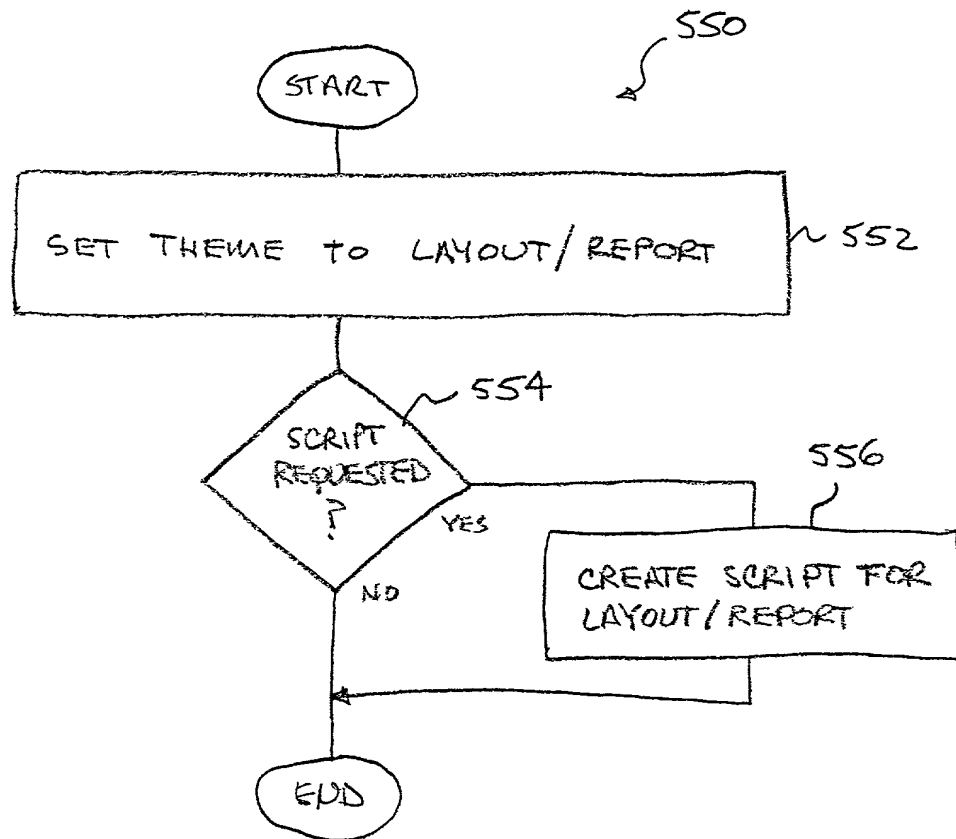 550
START
SET THEME TO LAYOUT/REPORT
552
554
SCRIPT
REQUESTED
?
YES
NO
556
CREATE SCRIPT FOR
LAYOUT/REPORT
END